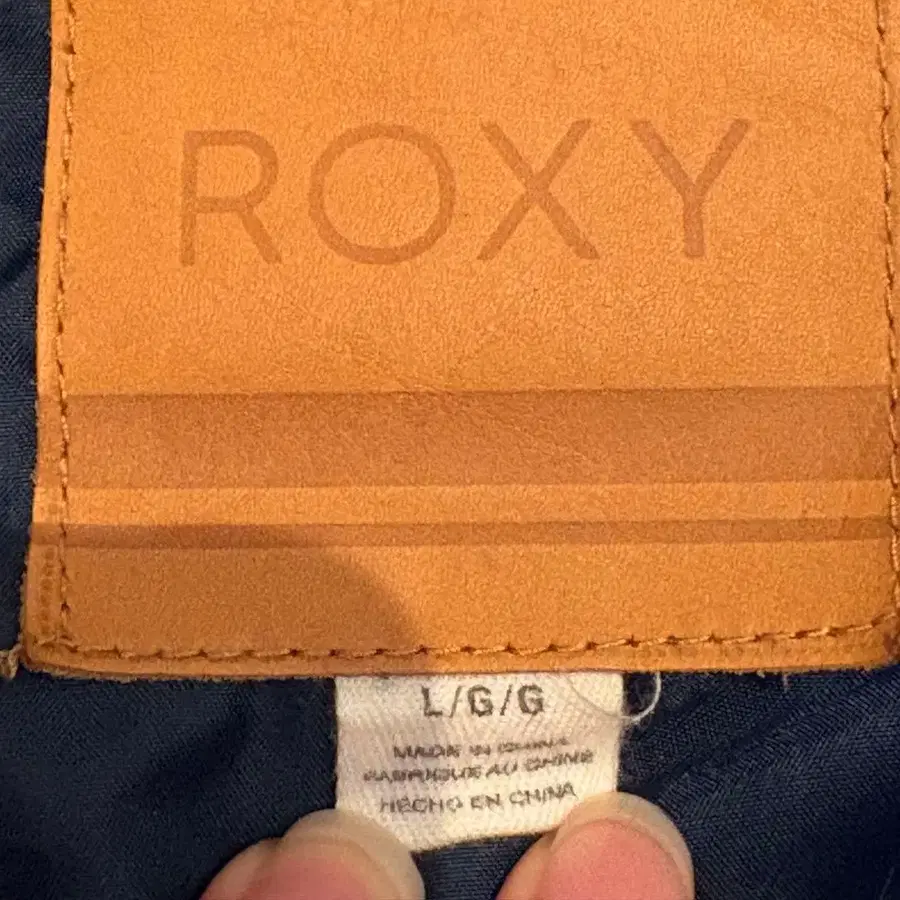 ROXY
L/G/G
MADE IN CHINA
FABRIQUE AU CHINE
HECHO EN CHINA